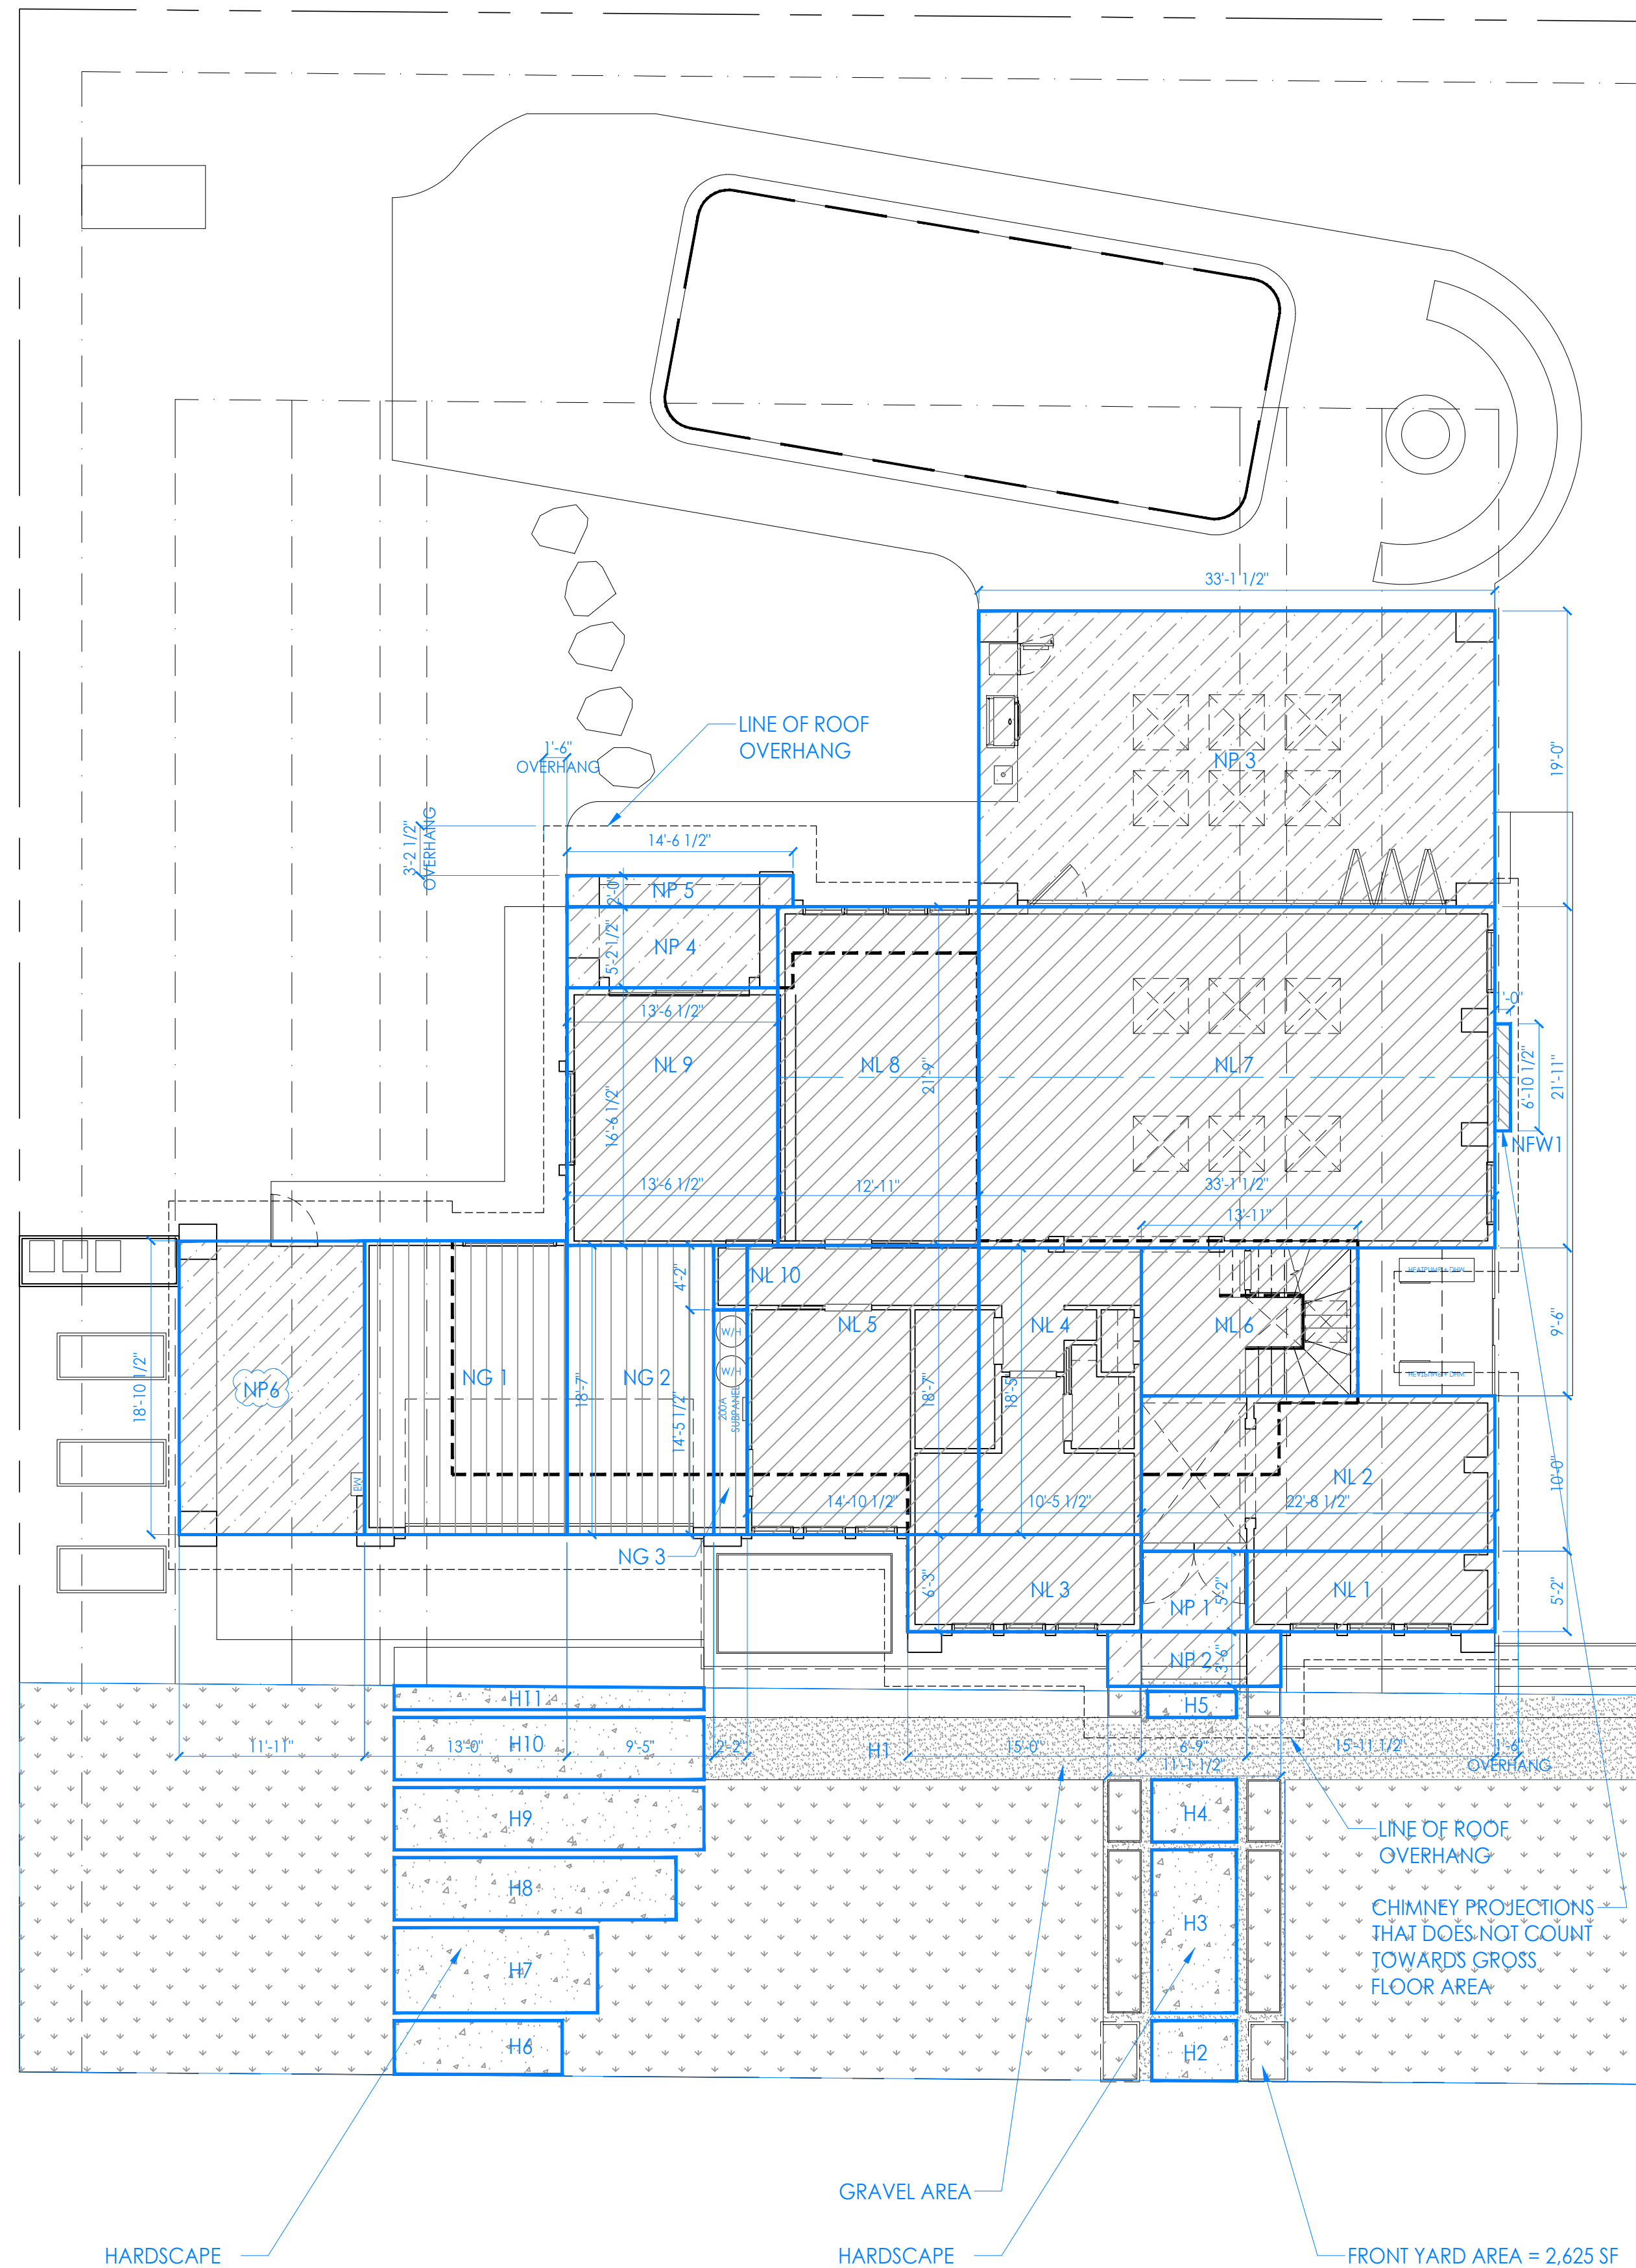 33'-1 1/2"
LINE OF ROOF
OVERHANG
1'-6"
OVERHANG
NP 3
19'-0"
3'-2 1/2"
OVERHANG
14'-6 1/2"
NP 5
2'-0"
NP 4
5'-2 1/2"
13'-6 1/2"
NL 9
NL 8
NL 7
21'-9"
16'-6 1/2"
1'-0"
6'-10 1/2"
21'-11"
NFW1
13'-6 1/2"
12'-11"
33'-1 1/2"
13'-11"
NL 10
4'-2"
HEATPUMP+ DHW
W/H
W/H
NL 5
NL 4
NL 6
9'-6"
18'-10 1/2"
NP6
NG 1
NG 2
18'-7"
14'-5 1/2"
200A
SUBPANEL
18'-7"
18'-5"
HEATPUMP+ DHW
EM
NL 2
10'-0"
14'-10 1/2"
10'-5 1/2"
22'-8 1/2"
NG 3
NL 3
6'-3"
NP 1
5'-2"
NL 1
5'-2"
NP 2
3'-6"
H11
H5
11'-11"
13'-0"
H10
9'-5"
2'-2"
H1
15'-0"
6'-9"
15'-11 1/2"
1'-6"
OVERHANG
11'-1 1/2"
H9
H4
LINE OF ROOF
OVERHANG
H8
H3
CHIMNEY PROJECTIONS
THAT DOES NOT COUNT
TOWARDS GROSS
FLOOR AREA
H7
H6
H2
GRAVEL AREA
HARDSCAPE
HARDSCAPE
FRONT YARD AREA = 2,625 SF